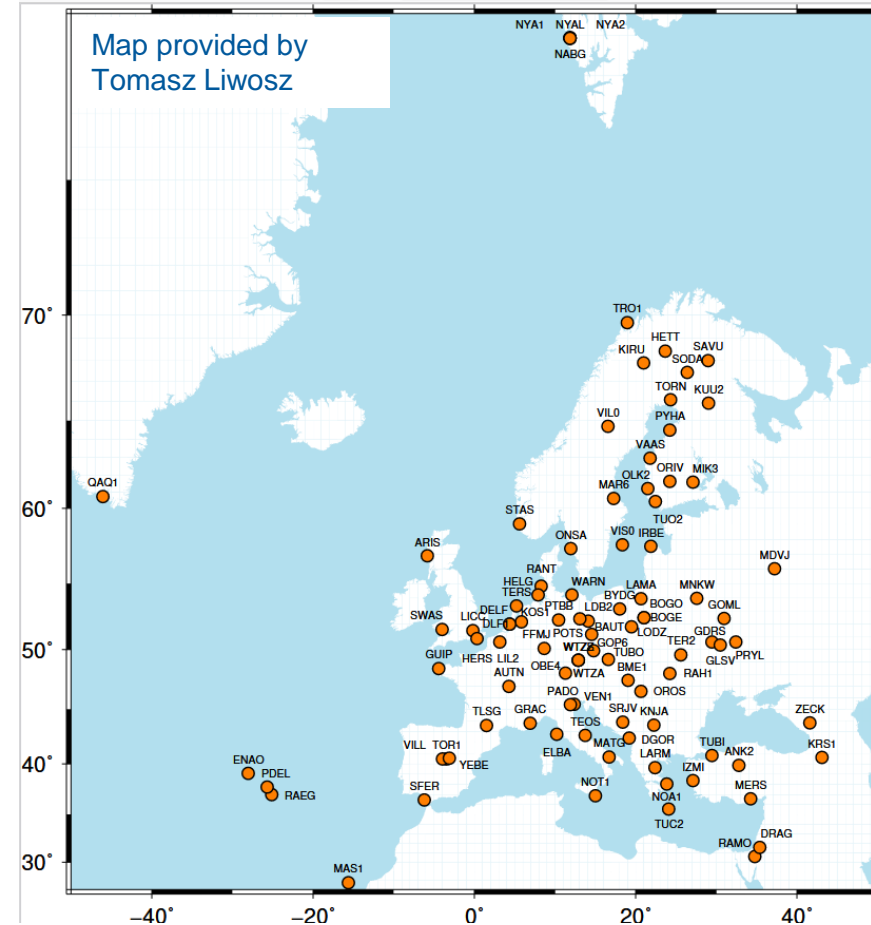 Map provided by
Tomasz Liwosz
NYA1 NYAL NYA2
NABG
70°
TRO1
HETT
KIRU SAVU
SODA
TORN KUU2
VIL0 PYHA
VAAS
QAQ1 OLK2 ORIV MIK3
MAR6
60°
STAS TUO2
ARIS ONSA VIS0 IRBE
MDVJ
RANT
HELG WARN LAMA MNKW
TERS BYDG
DELF PTBB LDB2 BOGO GOML
SWAS LICC DLF1 KOS1 BOGE
FFMJ POTS BAUT LODZ GDRS
50°
GUIP HERS LIL2 WTZZ GOP6 TER2 PRYL
OBE4 TUBO GLSV
AUTN WTZA BME1 RAH1
PADO VEN1 OROS
TLSG GRAC SRJV KNJA ZECK
VILL TOR1 TEOS
40°
ENAO YEBE ELBA MATG DGOR TUBI ANK2 KRS1
PDEL LARM IZMI
RAEG SFER NOT1 NOA1 MERS
TUC2
RAMO DRAG
30°
MAS1
−40° −20° 0° 20° 40°